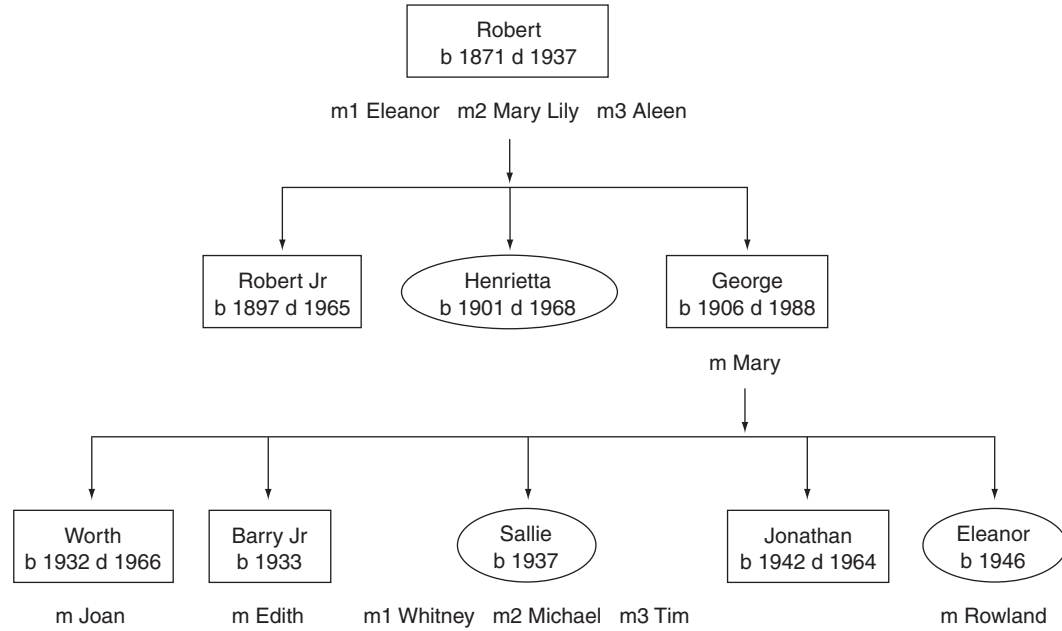 Robert
b 1871 d 1937
m1 Eleanor m2 Mary Lily m3 Aleen
Robert Jr
b 1897 d 1965
Henrietta
b 1901 d 1968
George
b 1906 d 1988
m Mary
Worth
b 1932 d 1966
Barry Jr
b 1933
Sallie
b 1937
Jonathan
b 1942 d 1964
Eleanor
b 1946
m Joan
m Edith
m1 Whitney m2 Michael m3 Tim
m Rowland